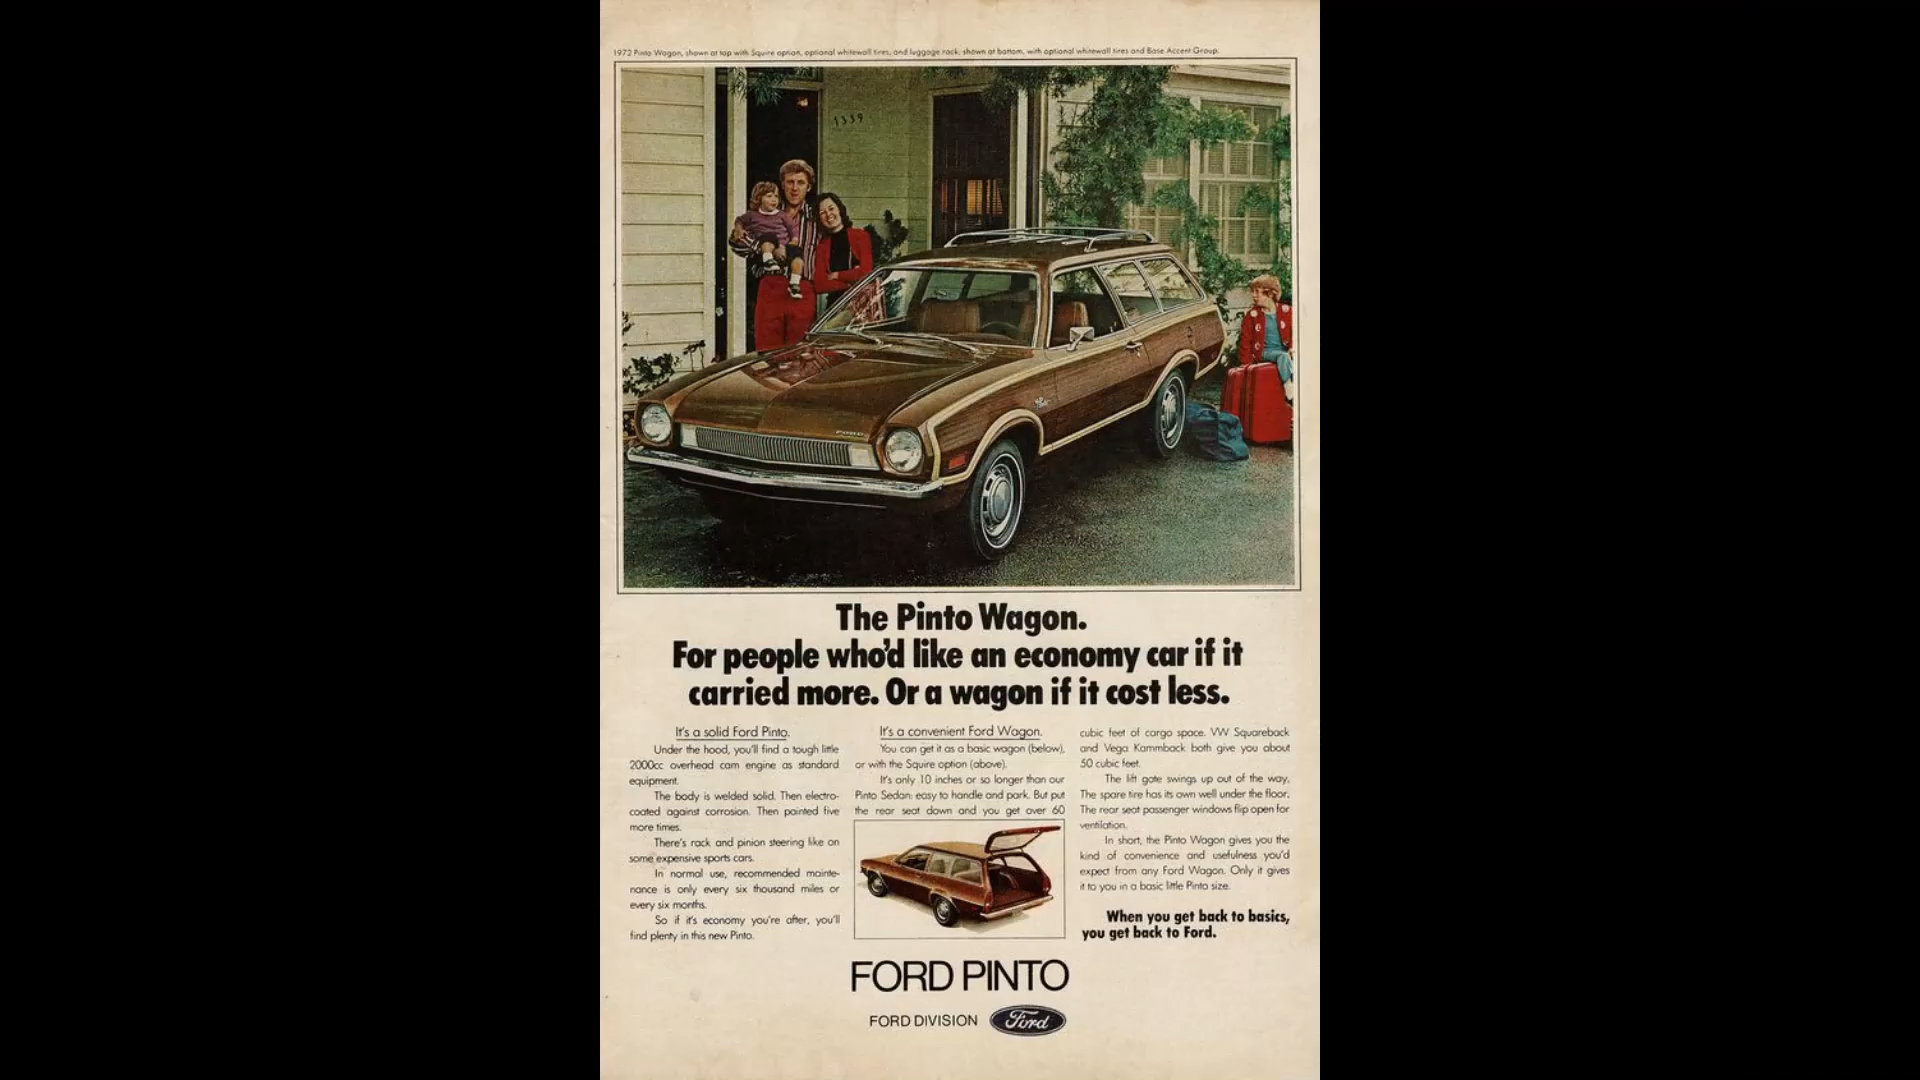 1972 Pinto Wagon, shown at top with Squire option, optional whitewall tires, and luggage rack; shown at bottom, with optional whitewall tires and Base Accent Group.
1339
FORD
The Pinto Wagon.
For people who'd like an economy car if it
carried more. Or a wagon if it cost less.
It's a solid Ford Pinto.
Under the hood, you'll find a tough little
2000cc overhead cam engine as standard
equipment.
The body is welded solid. Then electro-
coated against corrosion. Then painted five
more times.
There's rack and pinion steering like on
some expensive sports cars.
In normal use, recommended mainte-
nance is only every six thousand miles or
every six months.
So if it's economy you're after, you'll
find plenty in this new Pinto.
It's a convenient Ford Wagon.
You can get it as a basic wagon (below),
or with the Squire option (above).
It's only 10 inches or so longer than our
Pinto Sedan: easy to handle and park. But put
the rear seat down and you get over 60
cubic feet of cargo space. VW Squareback
and Vega Kammback both give you about
50 cubic feet.
The lift gate swings up out of the way.
The spare tire has its own well under the floor.
The rear seat passenger windows flip open for
ventilation.
In short, the Pinto Wagon gives you the
kind of convenience and usefulness you'd
expect from any Ford Wagon. Only it gives
it to you in a basic little Pinto size.
When you get back to basics,
you get back to Ford.
FORD PINTO
FORD DIVISION Ford